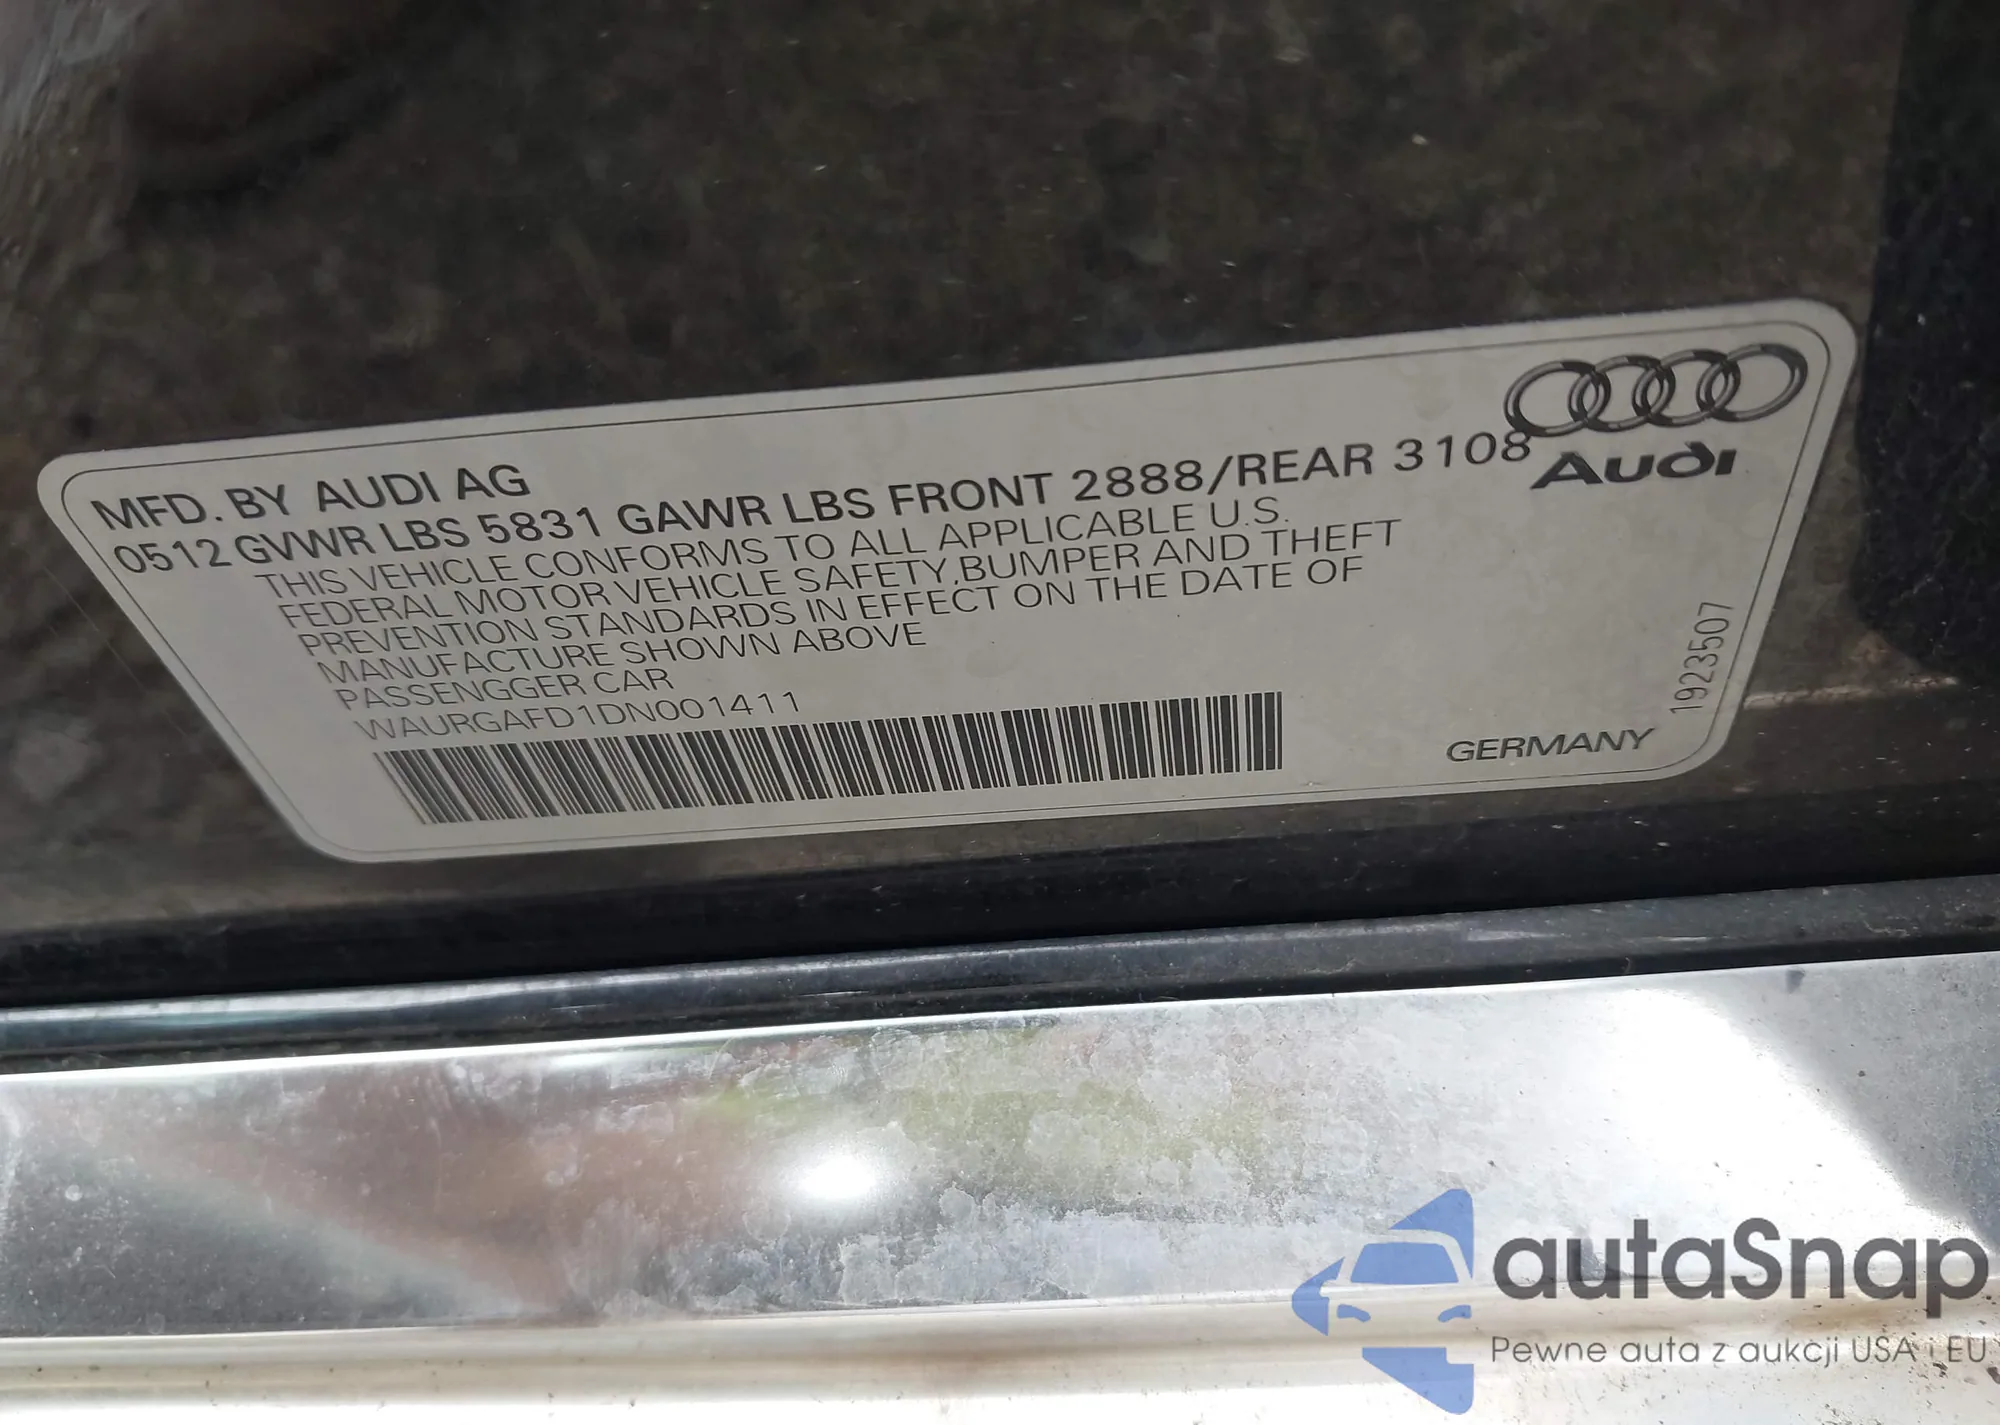 MFD. BY AUDI AG
0512 GVWR LBS 5831 GAWR LBS FRONT 2888/REAR 3108
THIS VEHICLE CONFORMS TO ALL APPLICABLE U.S.
FEDERAL MOTOR VEHICLE SAFETY,BUMPER AND THEFT
PREVENTION STANDARDS IN EFFECT ON THE DATE OF
MANUFACTURE SHOWN ABOVE
PASSENGGER CAR
WAURGAFD1DN001411
Audi
1923507
GERMANY
autaSnap
Pewne auta z aukcji USA i EU